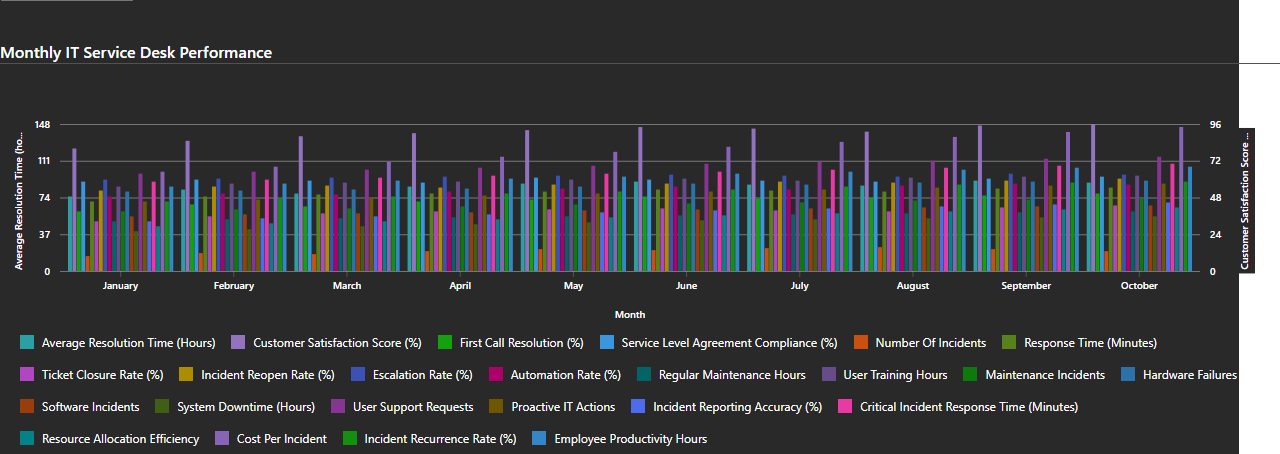 Monthly IT Service Desk Performance
Average Resolution Time (ho...
148
111
74
37
0
96
72
48
24
0
Customer Satisfaction Score ...
January February March April May June July August September October
Month
Average Resolution Time (Hours) Customer Satisfaction Score (%) First Call Resolution (%) Service Level Agreement Compliance (%) Number Of Incidents Response Time (Minutes)
Ticket Closure Rate (%) Incident Reopen Rate (%) Escalation Rate (%) Automation Rate (%) Regular Maintenance Hours User Training Hours Maintenance Incidents Hardware Failures
Software Incidents System Downtime (Hours) User Support Requests Proactive IT Actions Incident Reporting Accuracy (%) Critical Incident Response Time (Minutes)
Resource Allocation Efficiency Cost Per Incident Incident Recurrence Rate (%) Employee Productivity Hours